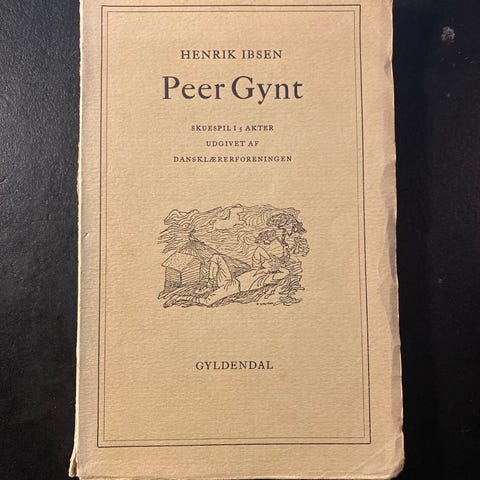 HENRIK IBSEN
Peer Gynt
SKUESPIL I 5 AKTER
UDGIVET AF
DANSKLÆRERFORENINGEN
GYLDENDAL